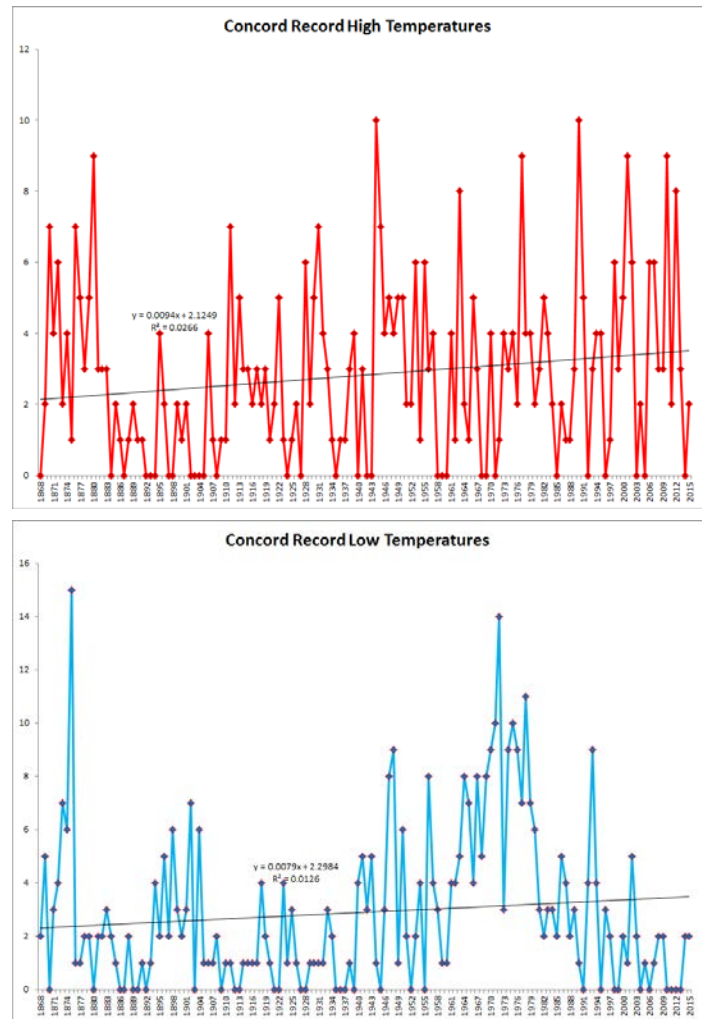 Concord Record High Temperatures
12
10
8
6
4
2
0
y = 0.0094x + 2.1249
R² = 0.0266
1868 1871 1874 1877 1880 1883 1886 1889 1892 1895 1898 1901 1904 1907 1910 1913 1916 1919 1922 1925 1928 1931 1934 1937 1940 1943 1946 1949 1952 1955 1958 1961 1964 1967 1970 1973 1976 1979 1982 1985 1988 1991 1994 1997 2000 2003 2006 2009 2012 2015
Concord Record Low Temperatures
16
14
12
10
8
6
4
2
0
y = 0.0079x + 2.2984
R² = 0.0126
1868 1871 1874 1877 1880 1883 1886 1889 1892 1895 1898 1901 1904 1907 1910 1913 1916 1919 1922 1925 1928 1931 1934 1937 1940 1943 1946 1949 1952 1955 1958 1961 1964 1967 1970 1973 1976 1979 1982 1985 1988 1991 1994 1997 2000 2003 2006 2009 2012 2015